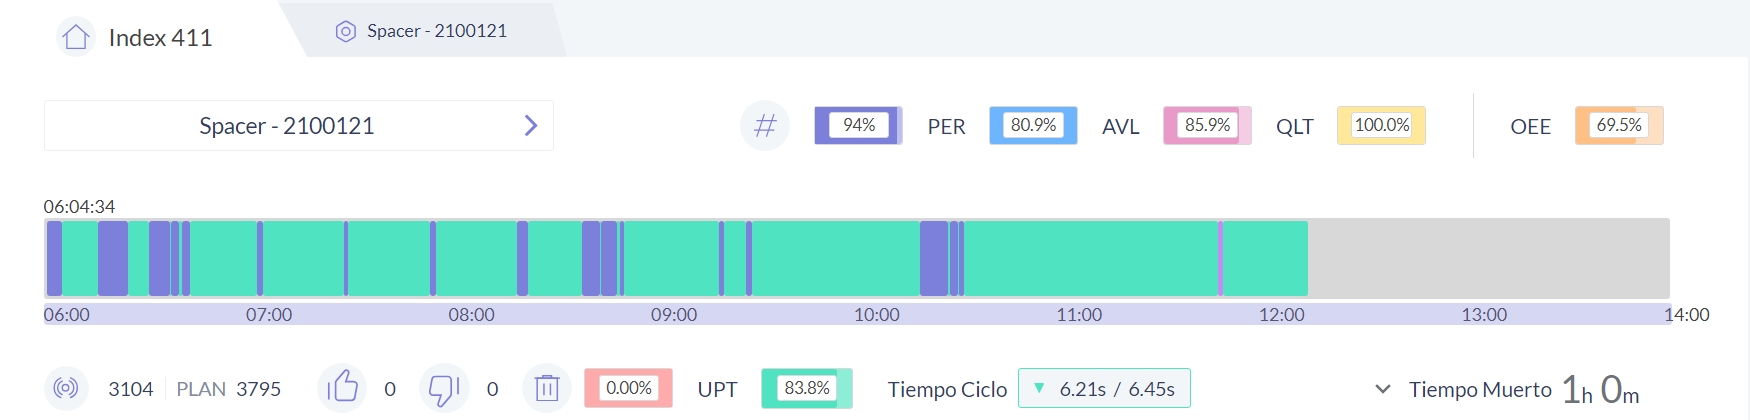 Index 411
Spacer - 2100121
Spacer - 2100121
# 94% PER 80.9% AVL 85.9% QLT 100.0% OEE 69.5%
06:04:34
06:00 07:00 08:00 09:00 10:00 11:00 12:00 13:00 14:00
3104 PLAN 3795 0 0 0.00% UPT 83.8% Tiempo Ciclo ▼ 6.21s / 6.45s Tiempo Muerto 1h 0m